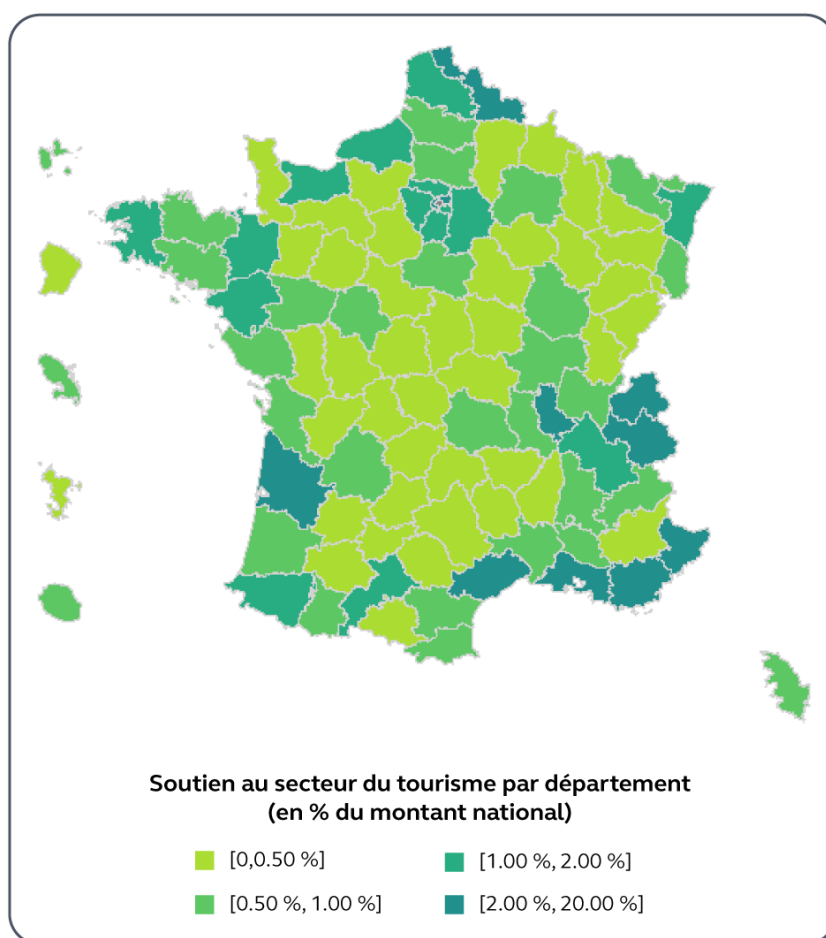 Soutien au secteur du tourisme par département
(en % du montant national)
[0,0.50 %]
[1.00 %, 2.00 %]
[0.50 %, 1.00 %]
[2.00 %, 20.00 %]